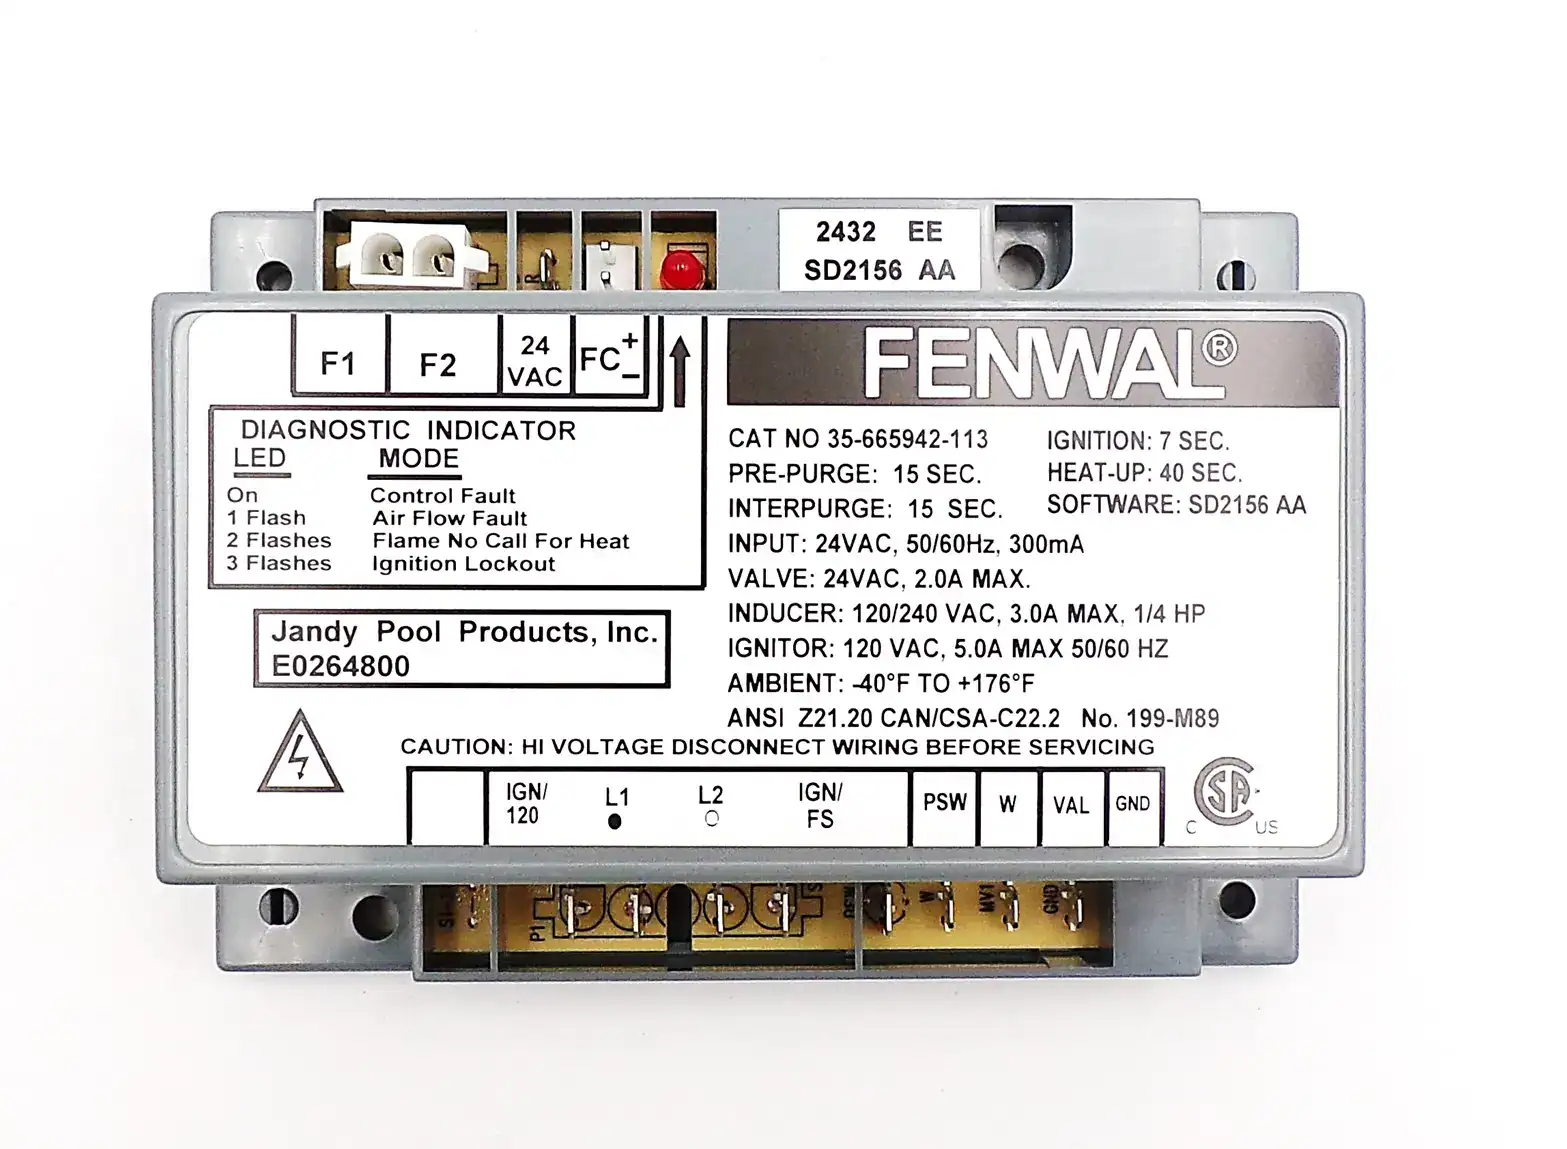 2432 EE
SD2156 AA
F1
F2
24
VAC
FC + −
DIAGNOSTIC INDICATOR
LED MODE
On Control Fault
1 Flash Air Flow Fault
2 Flashes Flame No Call For Heat
3 Flashes Ignition Lockout
Jandy Pool Products, Inc.
E0264800
FENWAL®
CAT NO 35-665942-113 IGNITION: 7 SEC.
PRE-PURGE: 15 SEC. HEAT-UP: 40 SEC.
INTERPURGE: 15 SEC. SOFTWARE: SD2156 AA
INPUT: 24VAC, 50/60Hz, 300mA
VALVE: 24VAC, 2.0A MAX.
INDUCER: 120/240 VAC, 3.0A MAX, 1/4 HP
IGNITOR: 120 VAC, 5.0A MAX 50/60 HZ
AMBIENT: -40°F TO +176°F
ANSI Z21.20 CAN/CSA-C22.2 No. 199-M89
CAUTION: HI VOLTAGE DISCONNECT WIRING BEFORE SERVICING
IGN/
120
L1
L2
IGN/
FS
PSW
W
VAL
GND
CSA
C US
P1
W
MV1
GND